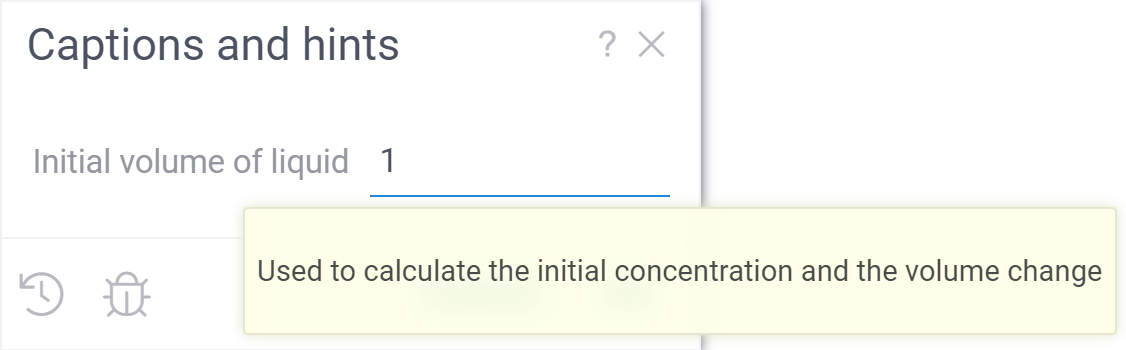 Captions and hints ?
Initial volume of liquid 1
Used to calculate the initial concentration and the volume change